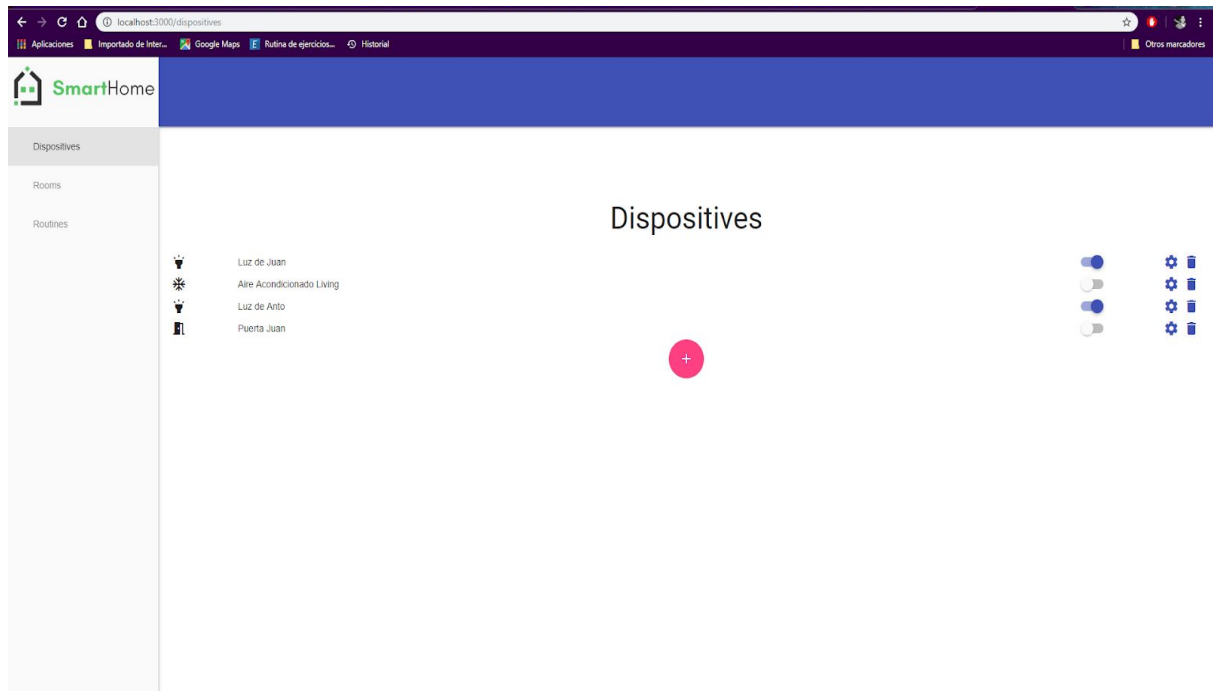 localhost:3000/dispositives
Aplicaciones Importado de Inter... Google Maps Rutina de ejercicios... Historial Otros marcadores
SmartHome
Dispositives
Rooms
Routines
Dispositives
Luz de Juan
Aire Acondicionado Living
Luz de Anto
Puerta Juan
+